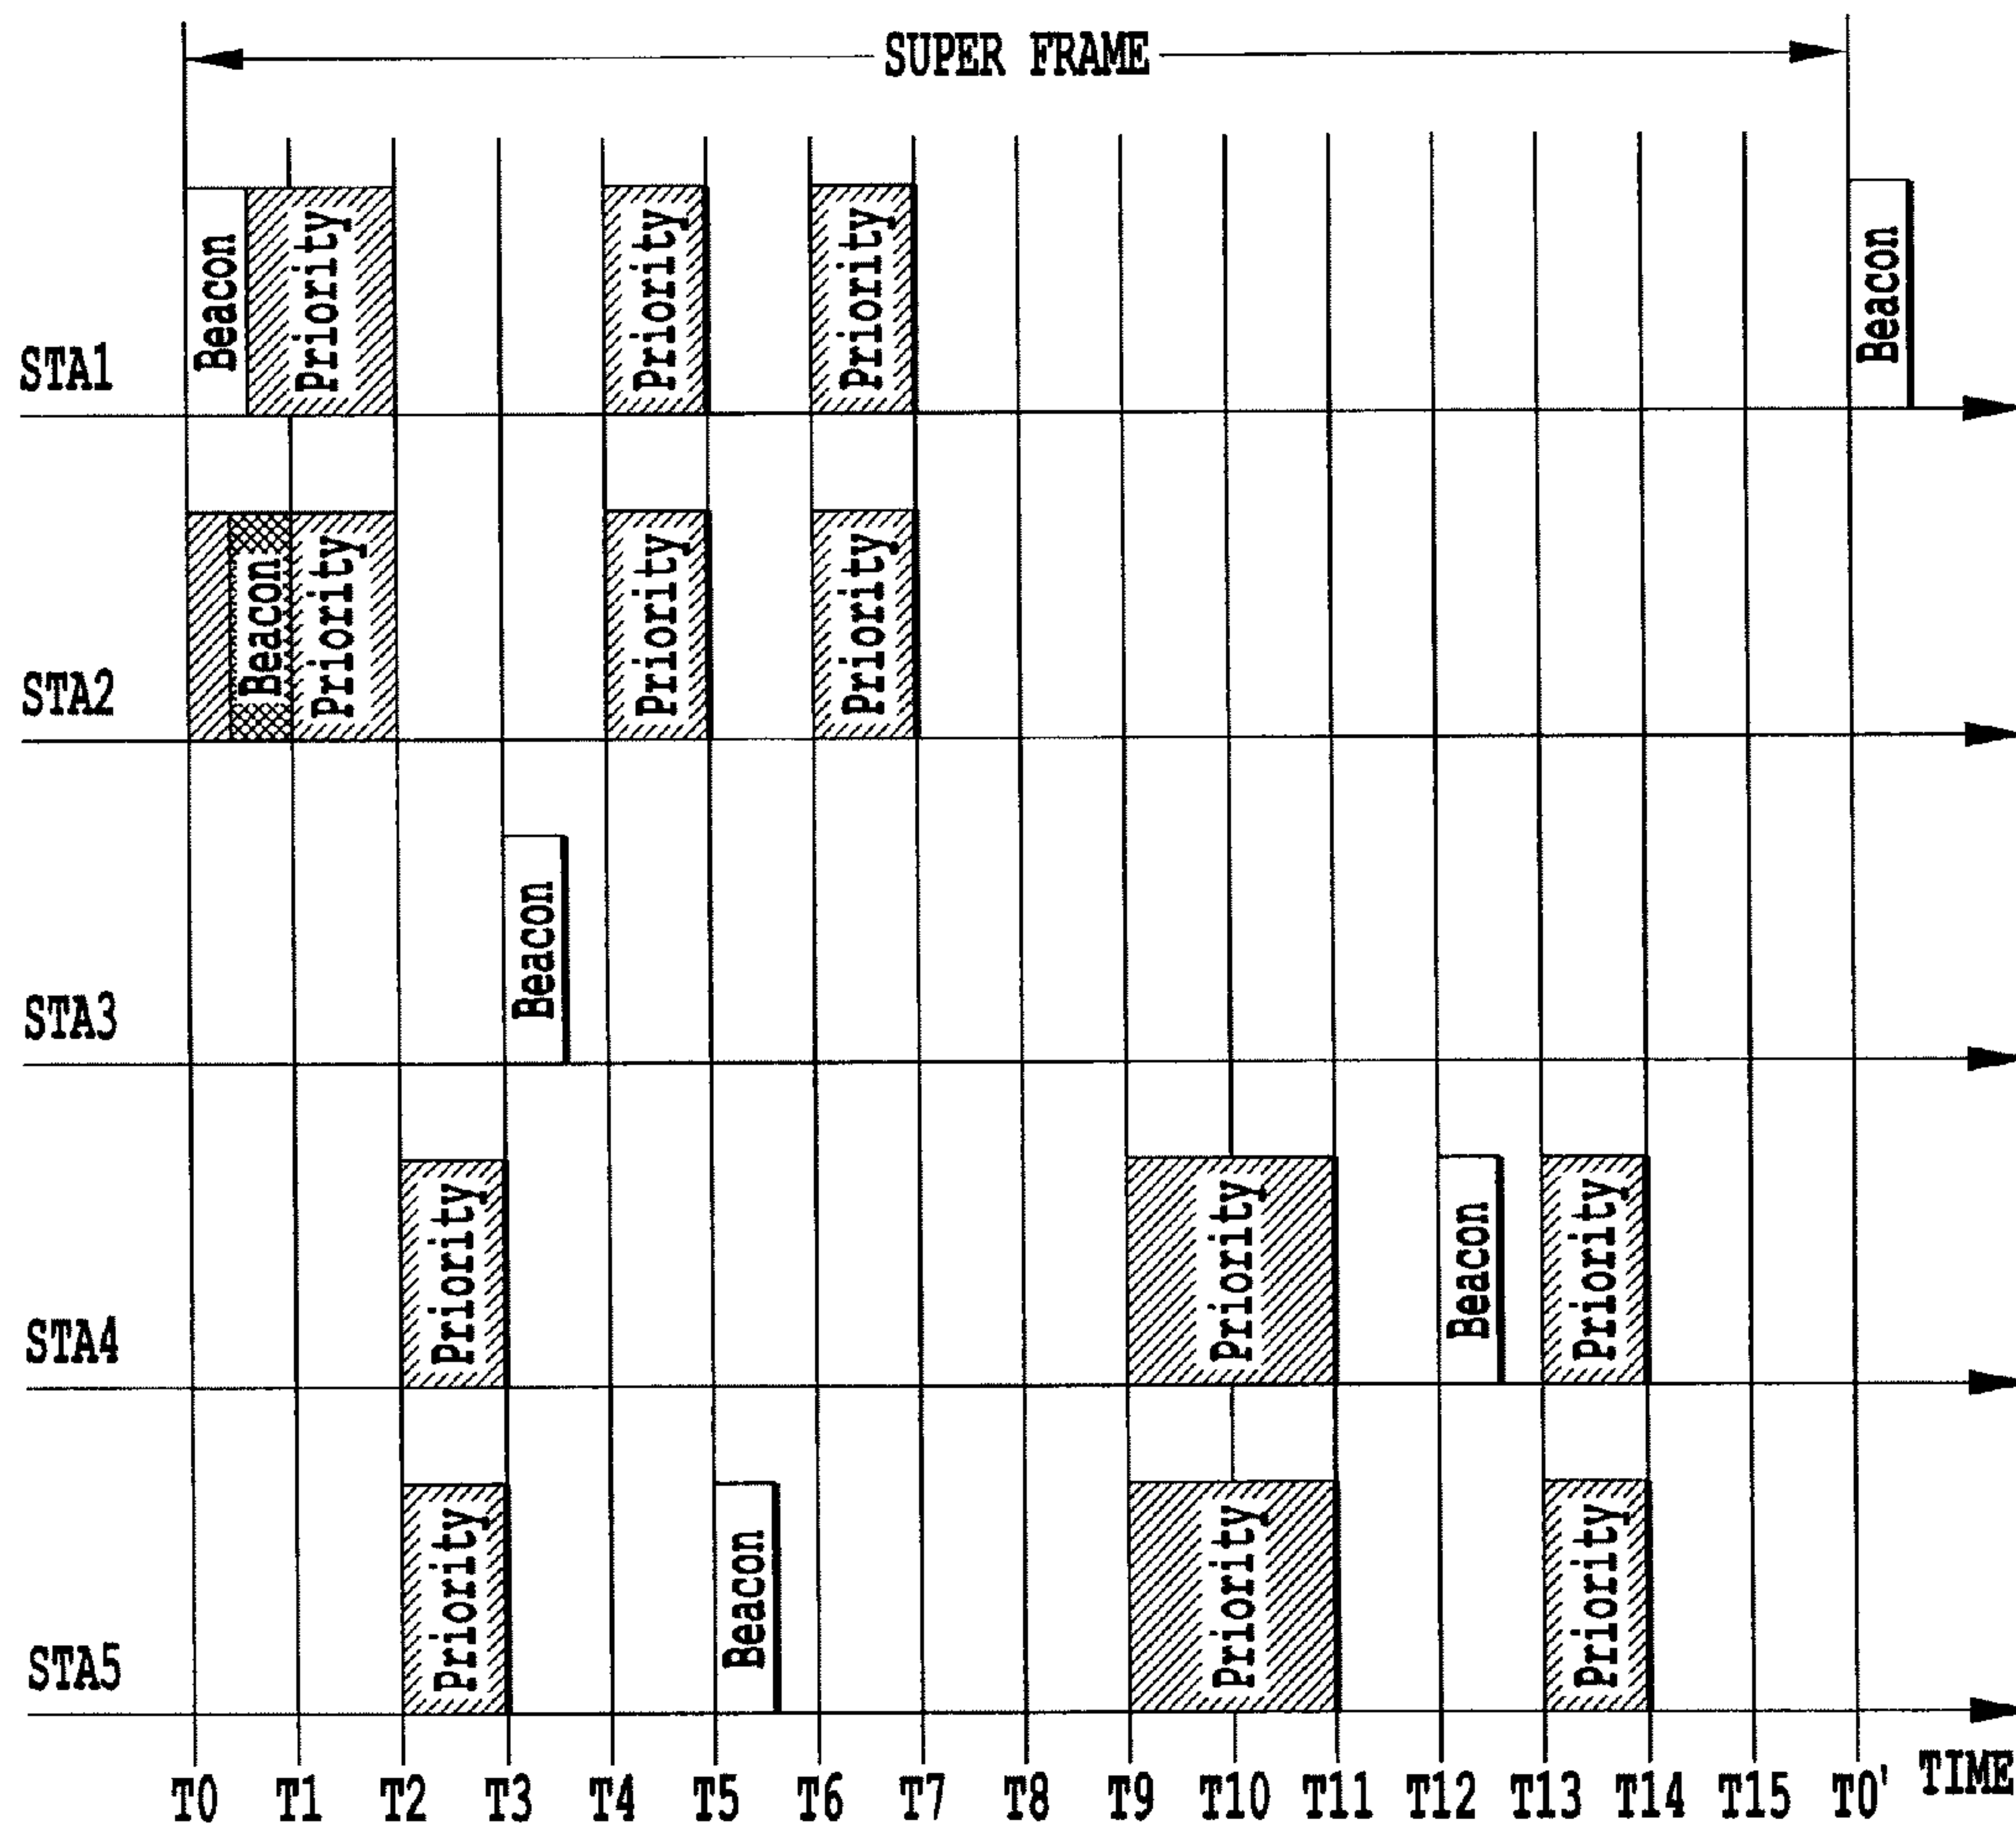 SUPER FRAME
STA1
Beacon
Priority
Priority
Priority
Beacon
STA2
Beacon
Priority
Priority
Priority
STA3
Beacon
STA4
Priority
Priority
Beacon
Priority
STA5
Priority
Beacon
Priority
Priority
T0 T1 T2 T3 T4 T5 T6 T7 T8 T9 T10 T11 T12 T13 T14 T15 T0' TIME